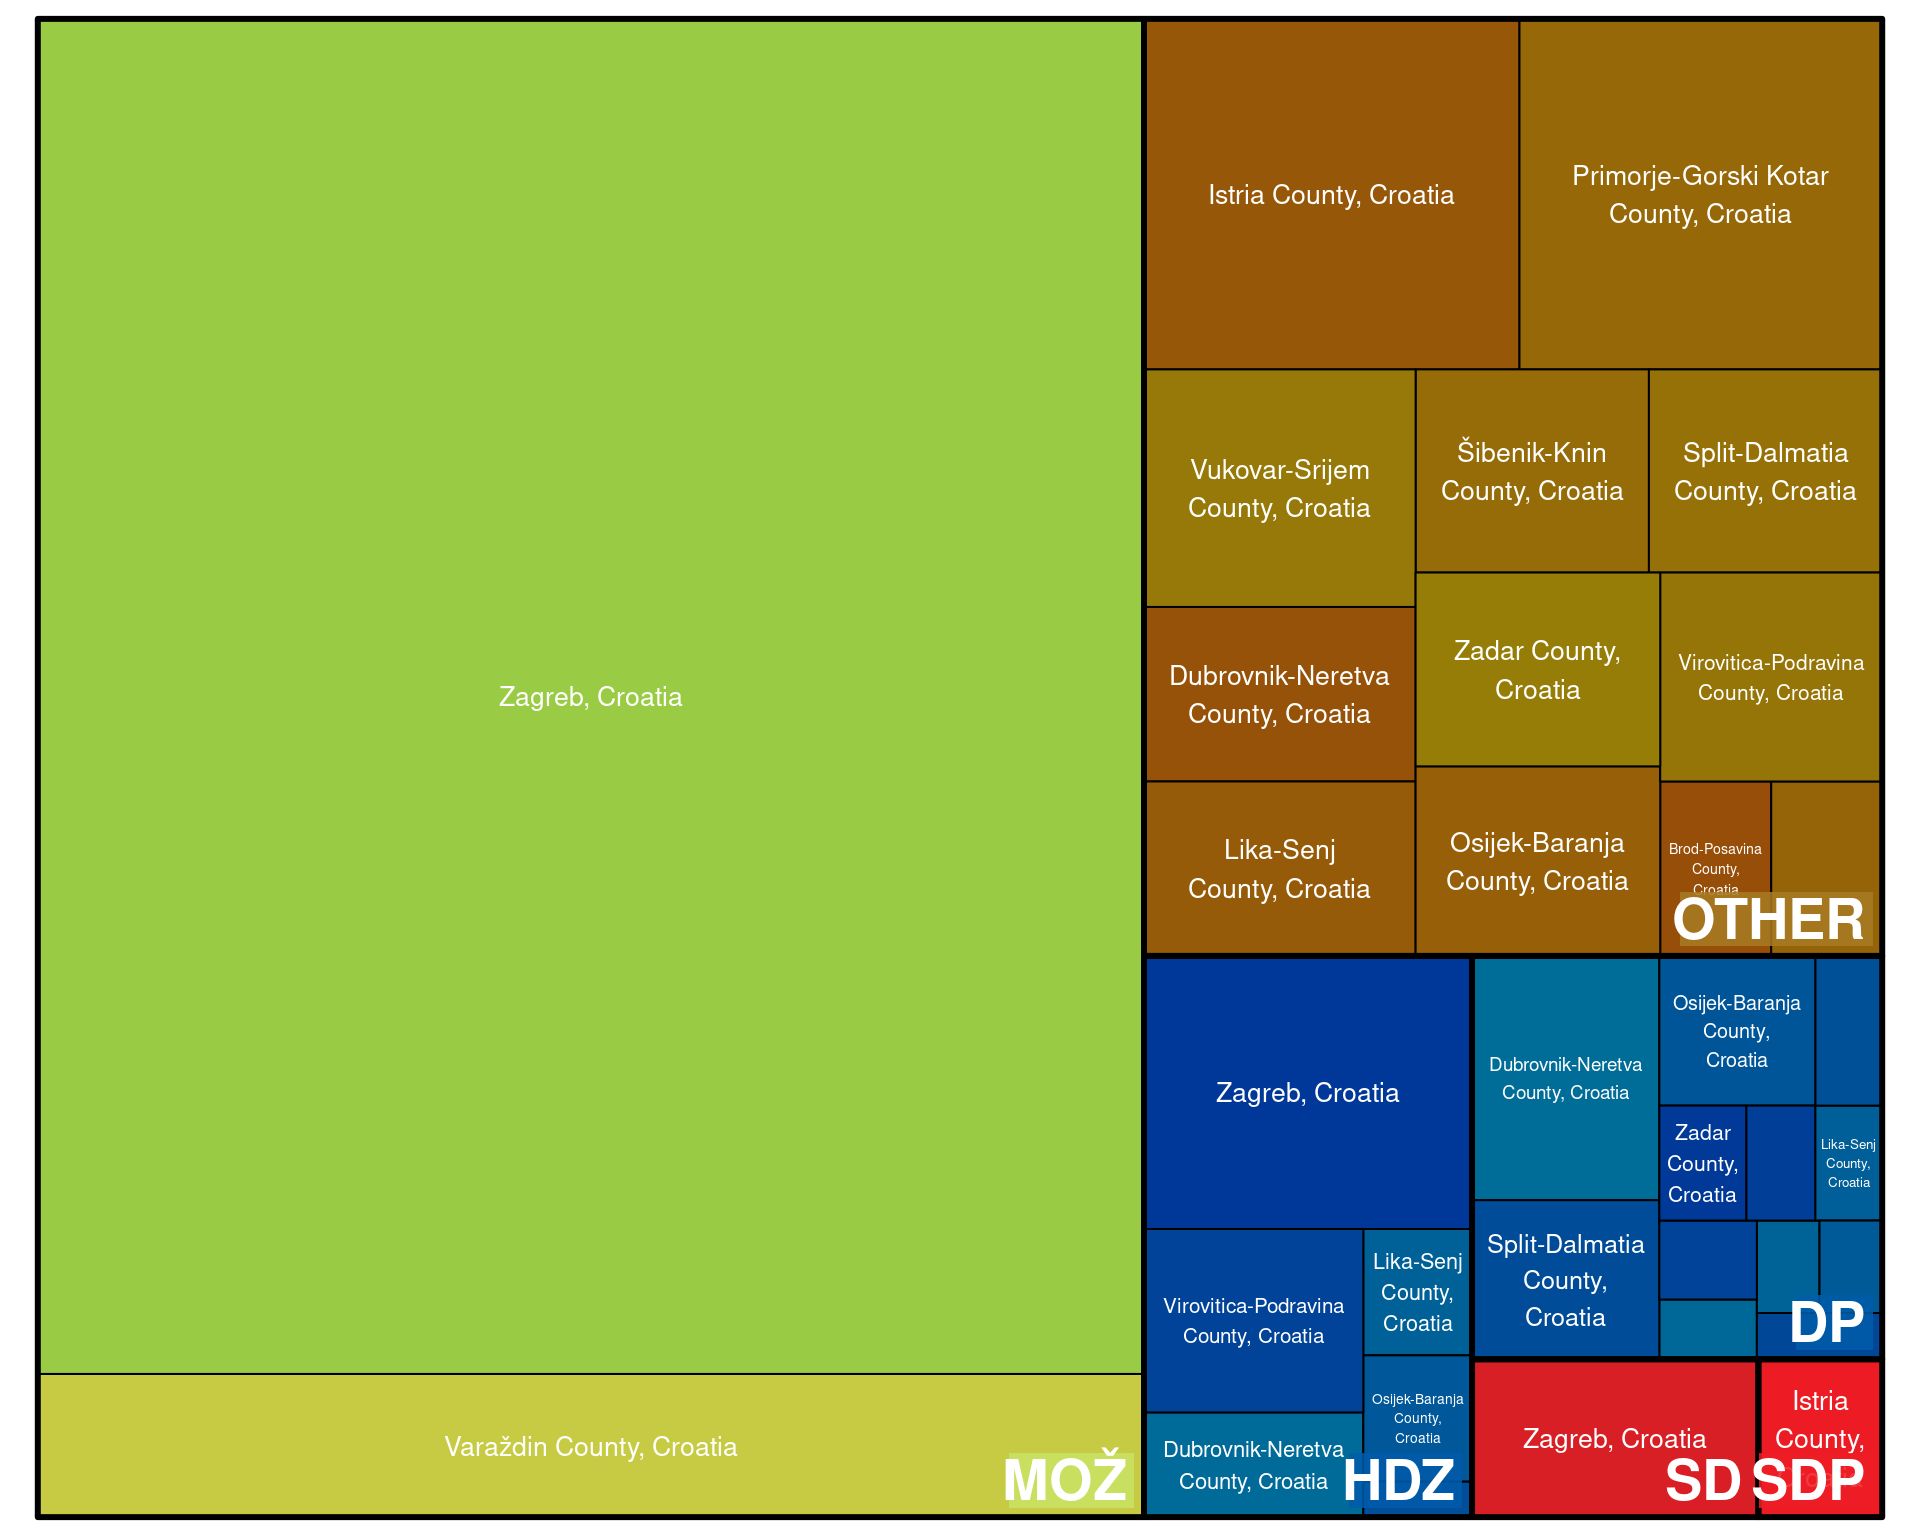 Zagreb, Croatia
Varaždin County, Croatia
MOŽ
Istria County, Croatia
Primorje-Gorski Kotar
County, Croatia
Vukovar-Srijem
County, Croatia
Šibenik-Knin
County, Croatia
Split-Dalmatia
County, Croatia
Dubrovnik-Neretva
County, Croatia
Zadar County,
Croatia
Virovitica-Podravina
County, Croatia
Lika-Senj
County, Croatia
Osijek-Baranja
County, Croatia
Brod-Posavina
County,
Croatia
OTHER
Zagreb, Croatia
Virovitica-Podravina
County, Croatia
Lika-Senj
County,
Croatia
Osijek-Baranja
County,
Croatia
Dubrovnik-Neretva
County, Croatia
HDZ
Dubrovnik-Neretva
County, Croatia
Osijek-Baranja
County,
Croatia
Zadar
County,
Croatia
Lika-Senj
County,
Croatia
Split-Dalmatia
County,
Croatia
DP
Zagreb, Croatia
SD
Istria
County,
Croatia
SDP